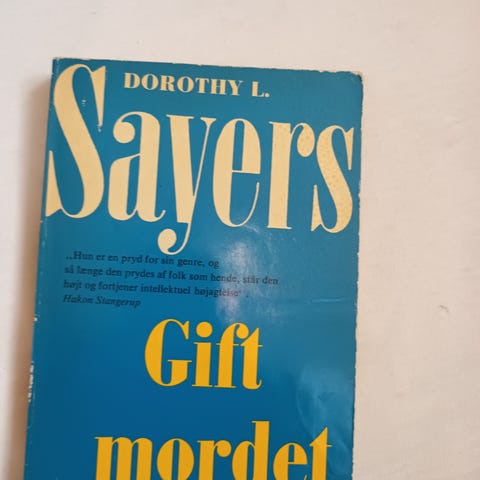 DOROTHY L.
Sayers
,,Hun er en pryd for sin genre, og
så længe den prydes af folk som hende, står den
højt og fortjener intellektuel højagtelse".
Hakon Stangerup
Gift
mordet